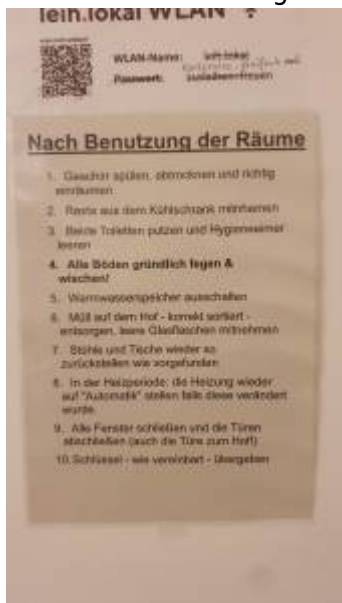 lein.lokal WLAN
WLAN-Name:
Passwort:
Nach Benutzung der Räume
1. Geschirr spülen, abtrocknen und richtig
einräumen
2. Reste aus dem Kühlschrank mitnehmen
3. Beide Toiletten putzen und Hygieneeimer
leeren
4. Alle Böden gründlich fegen &
wischen!
5. Warmwasserspeicher ausschalten
6. Müll auf dem Hof - korrekt sortiert -
entsorgen, leere Glasflaschen mitnehmen
7. Stühle und Tische wieder so
zurückstellen wie vorgefunden
8. In der Heizperiode: die Heizung wieder
auf "Automatik" stellen falls diese verändert
wurde.
9. Alle Fenster schließen und die Türen
abschließen (auch die Türe zum Hof!)
10. Schlüssel - wie vereinbart - übergeben